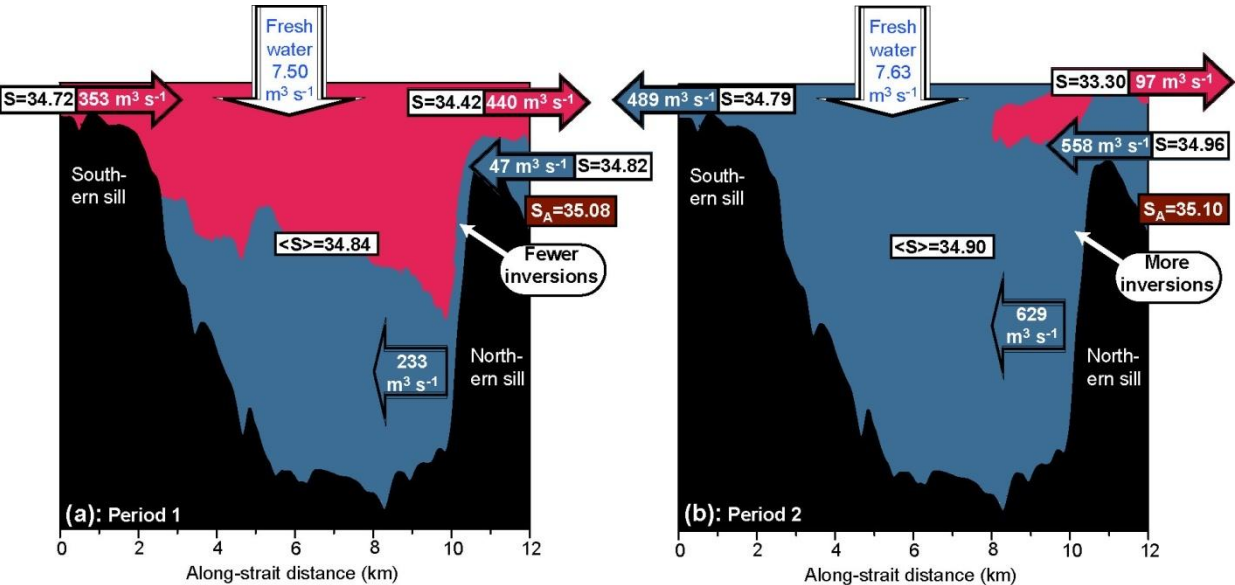 Fresh
water
7.50
m³ s⁻¹
S=34.72 353 m³ s⁻¹
S=34.42 440 m³ s⁻¹
47 m³ s⁻¹ S=34.82
South-
ern sill
S_A=35.08
<S>=34.84
Fewer
inversions
233
m³ s⁻¹
North-
ern sill
(a): Period 1
0 2 4 6 8 10 12
Along-strait distance (km)
Fresh
water
7.63
m³ s⁻¹
489 m³ s⁻¹ S=34.79
S=33.30 97 m³ s⁻¹
558 m³ s⁻¹ S=34.96
South-
ern sill
S_A=35.10
<S>=34.90
More
inversions
629
m³ s⁻¹
North-
ern sill
(b): Period 2
0 2 4 6 8 10 12
Along-strait distance (km)